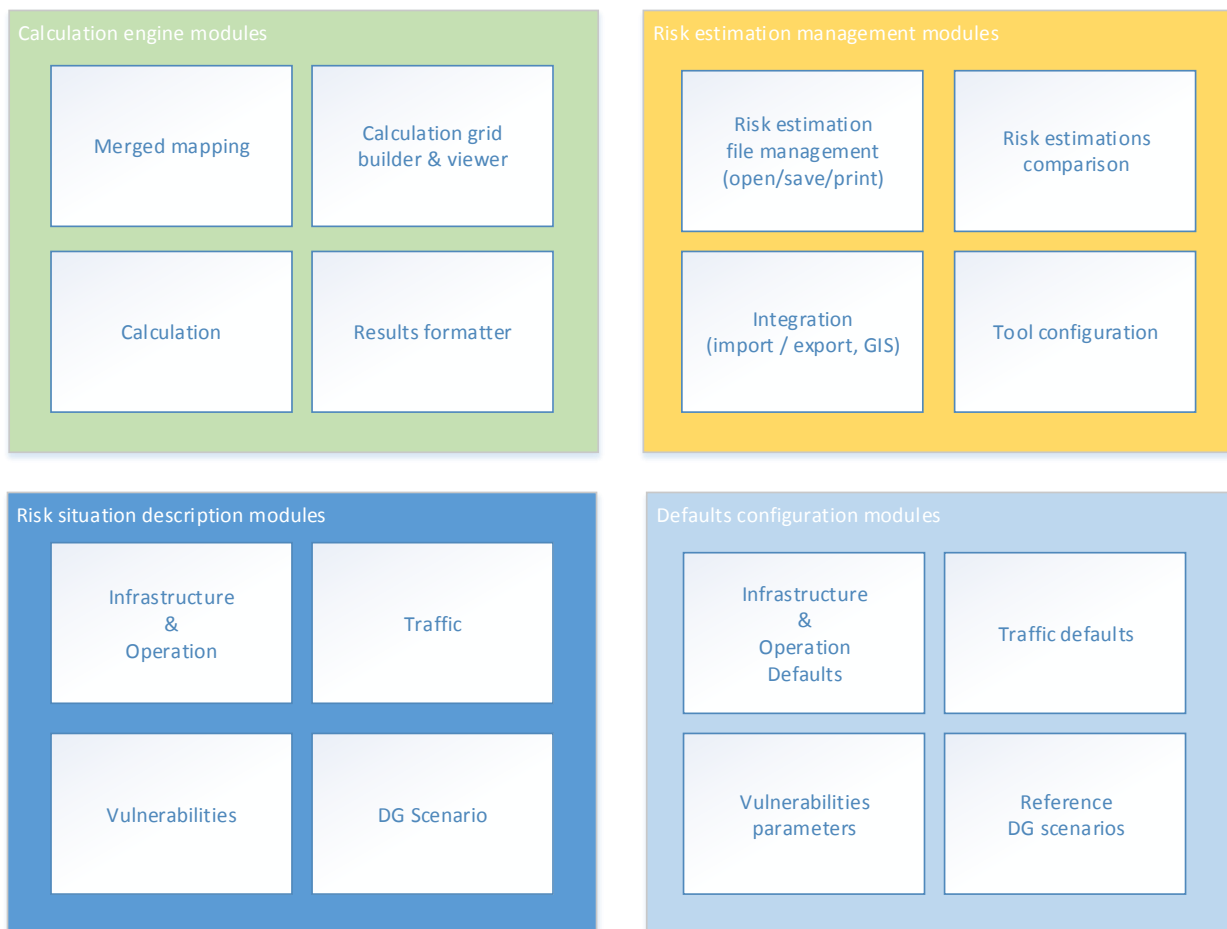 Calculation engine modules
Merged mapping
Calculation grid
builder & viewer
Calculation
Results formatter
Risk estimation management modules
Risk estimation
file management
(open/save/print)
Risk estimations
comparison
Integration
(import / export, GIS)
Tool configuration
Risk situation description modules
Infrastructure
&
Operation
Traffic
Vulnerabilities
DG Scenario
Defaults configuration modules
Infrastructure
&
Operation
Defaults
Traffic defaults
Vulnerabilities
parameters
Reference
DG scenarios